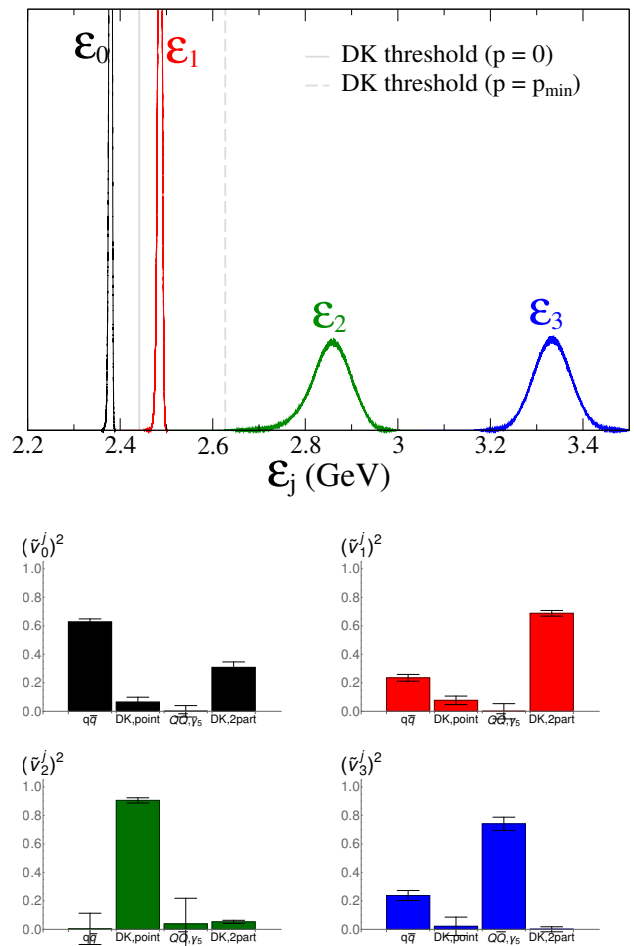 ε₀ ε₁ DK threshold (p = 0)
DK threshold (p = pₘᵢₙ)
ε₂ ε₃
2.2 2.4 2.6 2.8 3 3.2 3.4
εⱼ (GeV)
(ṽ₀ʲ)² (ṽ₁ʲ)²
1.0 1.0
0.8 0.8
0.6 0.6
0.4 0.4
0.2 0.2
0.0 0.0
qq̅ DK,point QQ̅,γ₅ DK,2part qq̅ DK,point QQ̅,γ₅ DK,2part
(ṽ₂ʲ)² (ṽ₃ʲ)²
1.0 1.0
0.8 0.8
0.6 0.6
0.4 0.4
0.2 0.2
0.0 0.0
qq̅ DK,point QQ̅,γ₅ DK,2part qq̅ DK,point QQ̅,γ₅ DK,2part